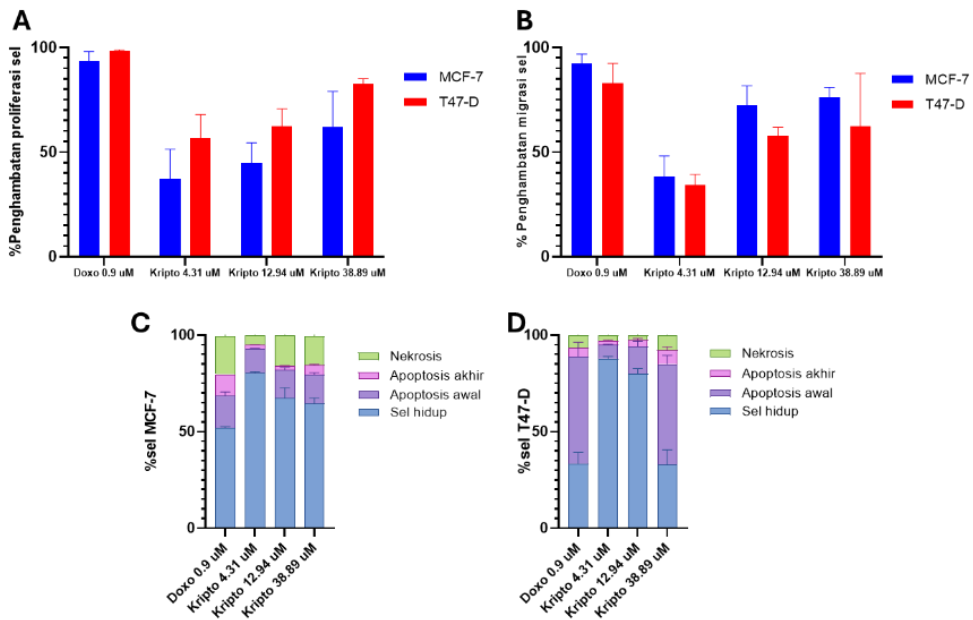 A
%Penghambatan proliferasi sel
100
50
0
Doxo 0.9 uM
Kripto 4.31 uM
Kripto 12.94 uM
Kripto 38.89 uM
MCF-7
T47-D
B
% Penghambatan migrasi sel
100
50
0
Doxo 0.9 uM
Kripto 4.31 uM
Kripto 12.94 uM
Kripto 38.89 uM
MCF-7
T47-D
C
%sel MCF-7
100
50
0
Doxo 0.9 uM
Kripto 4.31 uM
Kripto 12.94 uM
Kripto 38.89 uM
Nekrosis
Apoptosis akhir
Apoptosis awal
Sel hidup
D
%sel T47-D
100
50
0
Doxo 0.9 uM
Kripto 4.31 uM
Kripto 12.94 uM
Kripto 38.89 uM
Nekrosis
Apoptosis akhir
Apoptosis awal
Sel hidup